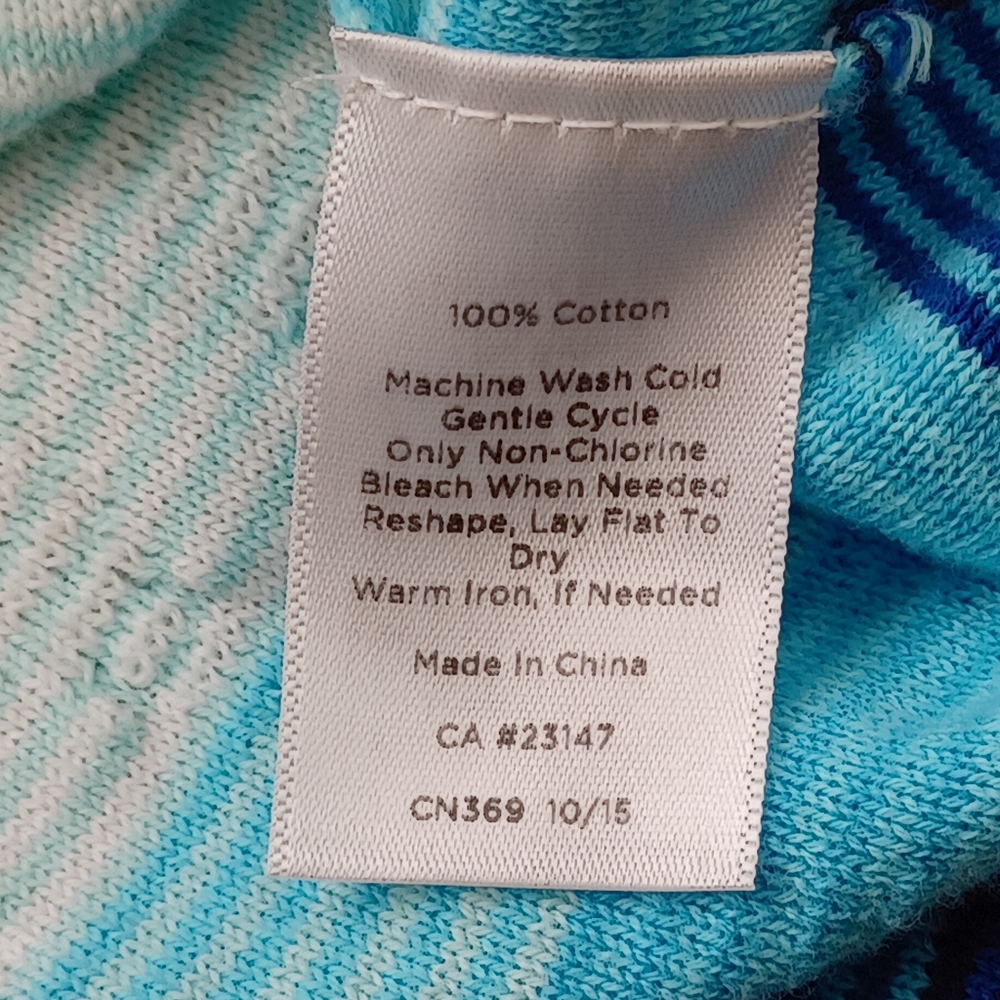 100% Cotton
Machine Wash Cold
Gentle Cycle
Only Non-Chlorine
Bleach When Needed
Reshape, Lay Flat To
Dry
Warm Iron, If Needed
Made In China
CA #23147
CN369 10/15